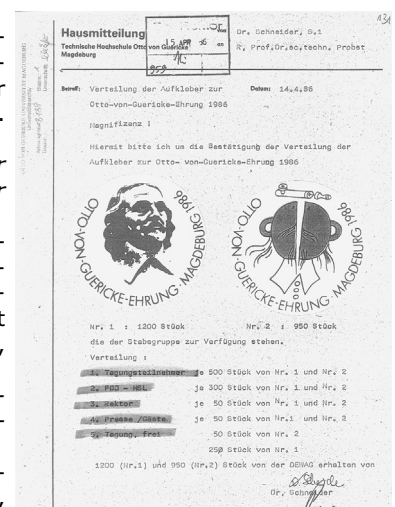 134
Hausmitteilung
Technische Hochschule Otto von Guericke
Magdeburg
15. APR
959
von Dr. Schneider, S.1
an R, Prof.Dr.sc.techn. Probst
Betreff: Verteilung der Aufkleber zur
Otto-von-Guericke-Ehrung 1986
Datum: 14.4.86
Magnifizenz !
Hiermit bitte ich um die Bestätigung der Verteilung der
Aufkleber zur Otto- von-Guericke-Ehrung 1986
OTTO-VON-GUERICKE-EHRUNG · MAGDEBURG 1986
OTTO-VON-GUERICKE-EHRUNG · MAGDEBURG 1986
Nr. 1 : 1200 Stück
Nr. 2 : 950 Stück
die der Stabsgruppe zur Verfügung stehen.
Verteilung :
1. Tagungsteilnehmer je 500 Stück von Nr. 1 und Nr. 2
2. FDJ - HSL je 300 Stück von Nr. 1 und Nr. 2
3. Rektor je 50 Stück von Nr. 1 und Nr. 2
4. Presse /Gäste je 50 Stück von Nr.1 und Nr. 2
5. Tagung, frei 50 Stück von Nr. 2
250 Stück von Nr. 1
1200 (Nr.1) und 950 (Nr.2) Stück von der DEWAG erhalten von
Dr. Schneider